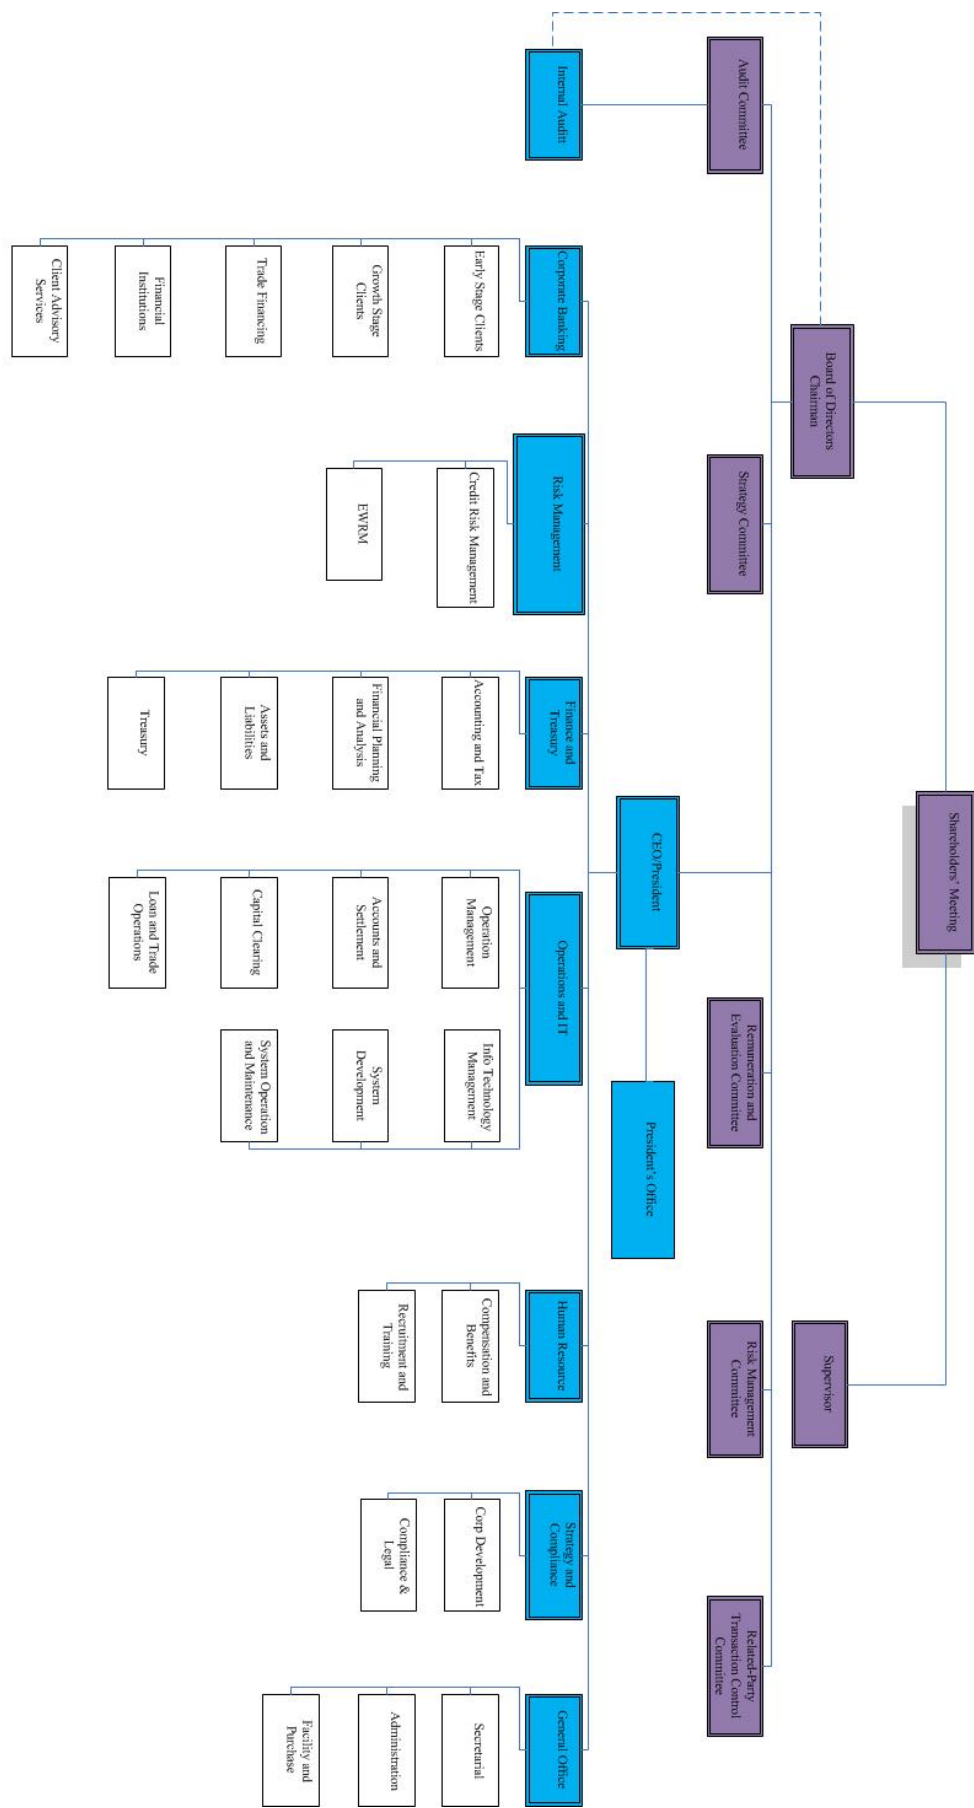 Shareholders' Meeting
Board of Directors
Chairman
Supervisor
Audit Committee
Strategy Committee
Remuneration and
Evaluation Committee
Risk Management
Committee
Related-Party
Transaction Control
Committee
CEO/President
President's Office
Internal Auditt
Corporate Banking
Risk Management
Finance and
Treasury
Operations and IT
Human Resource
Strategy and
Compliance
General Office
Early Stage Clients
Growth Stage
Clients
Trade Financing
Financial
Institutions
Client Advisory
Services
Credit Risk Management
EWRM
Accounting and Tax
Financial Planning
and Analysis
Assets and
Liabilities
Treasury
Operation
Management
Accounts and
Settlement
Capital Clearing
Loan and Trade
Operations
Info Technology
Management
System
Development
System Operation
and Maintenance
Compensation and
Benefits
Recruitment and
Training
Corp Development
Compliance &
Legal
Secretarial
Administration
Facility and
Purchase